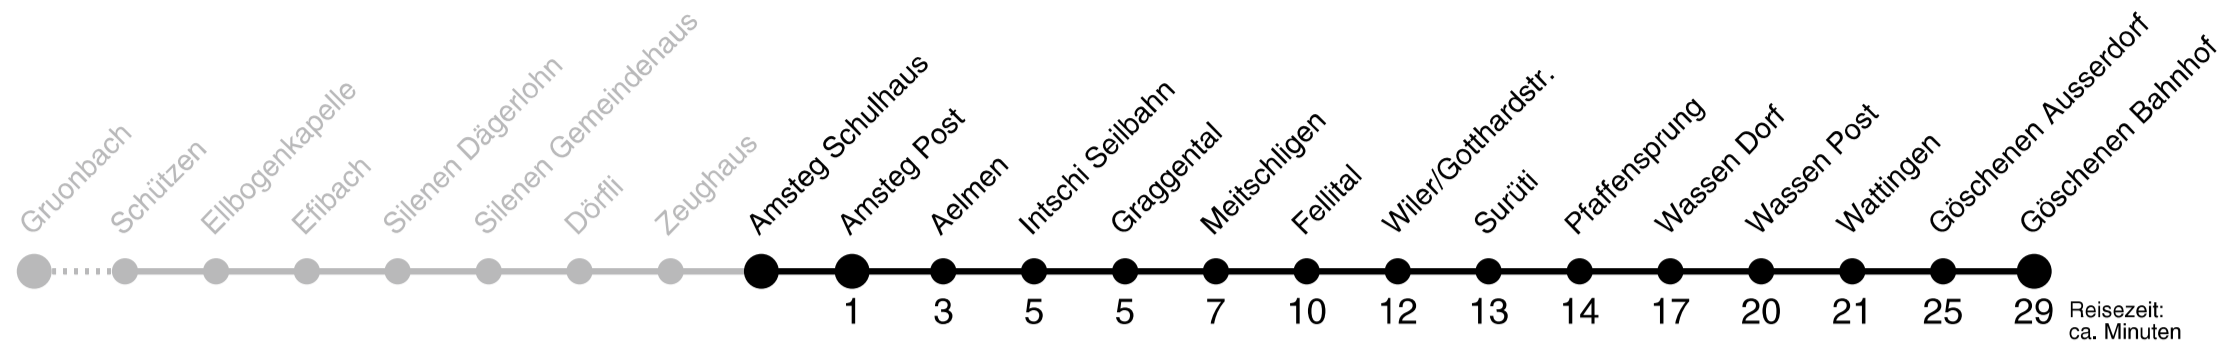 Gruonbach
Schützen
Ellbogenkapelle
Efibach
Silenen Dägerlohn
Silenen Gemeindehaus
Dörfli
Zeughaus
Amsteg Schulhaus
Amsteg Post
Aelmen
Intschi Seilbahn
Graggental
Meitschligen
Fellital
Wiler/Gotthardstr.
Surüti
Pfaffensprung
Wassen Dorf
Wassen Post
Wattingen
Göschenen Ausserdorf
Göschenen Bahnhof
1 3 5 5 7 10 12 13 14 17 20 21 25 29 Reisezeit:
ca. Minuten